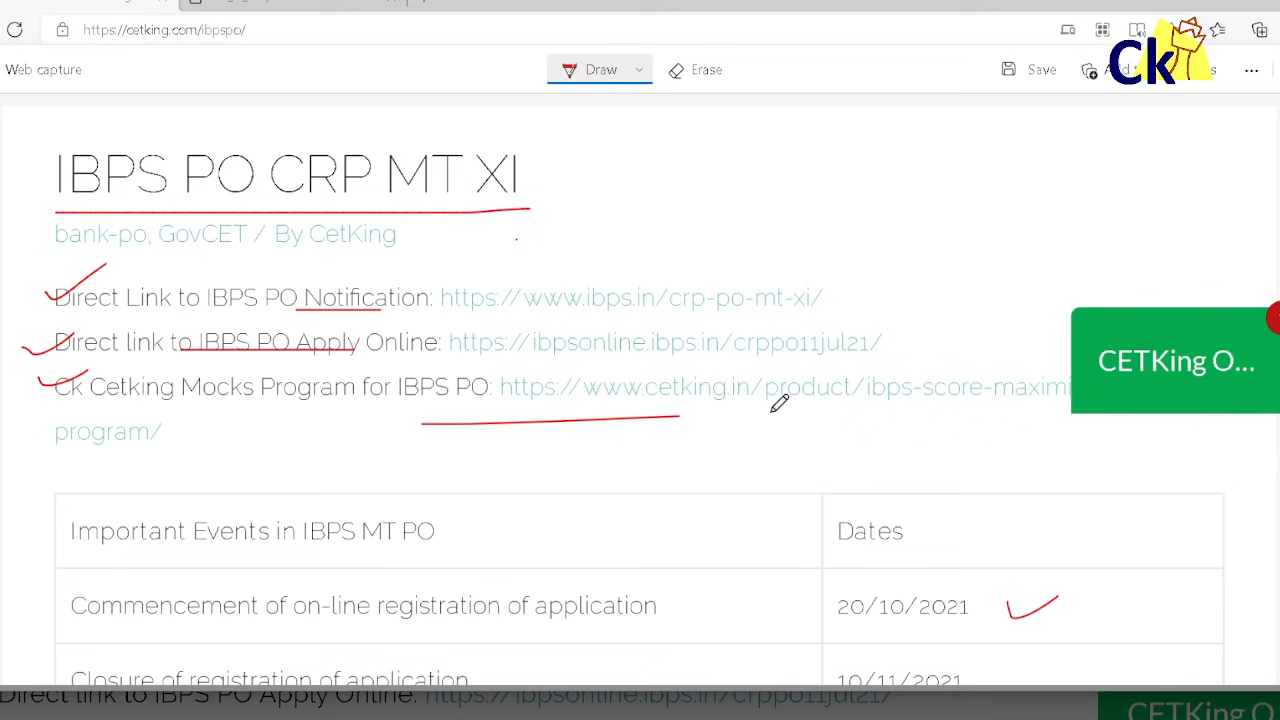 https://cetking.com/ibpspo/
Web capture
Draw
Erase
Save
Ck
IBPS PO CRP MT XI
bank-po, GovCET / By CetKing
Direct Link to IBPS PO Notification: https://www.ibps.in/crp-po-mt-xi/
Direct link to IBPS PO Apply Online: https://ibpsonline.ibps.in/crppo11jul21/
Ck Cetking Mocks Program for IBPS PO: https://www.cetking.in/product/ibps-score-maximi
program/
CETKing O...
Important Events in IBPS MT PO
Dates
Commencement of on-line registration of application
20/10/2021
Closure of registration of application
10/11/2021
Direct link to IBPS PO Apply Online: https://ibpsonline.ibps.in/crppo11jul21/
CETKing O